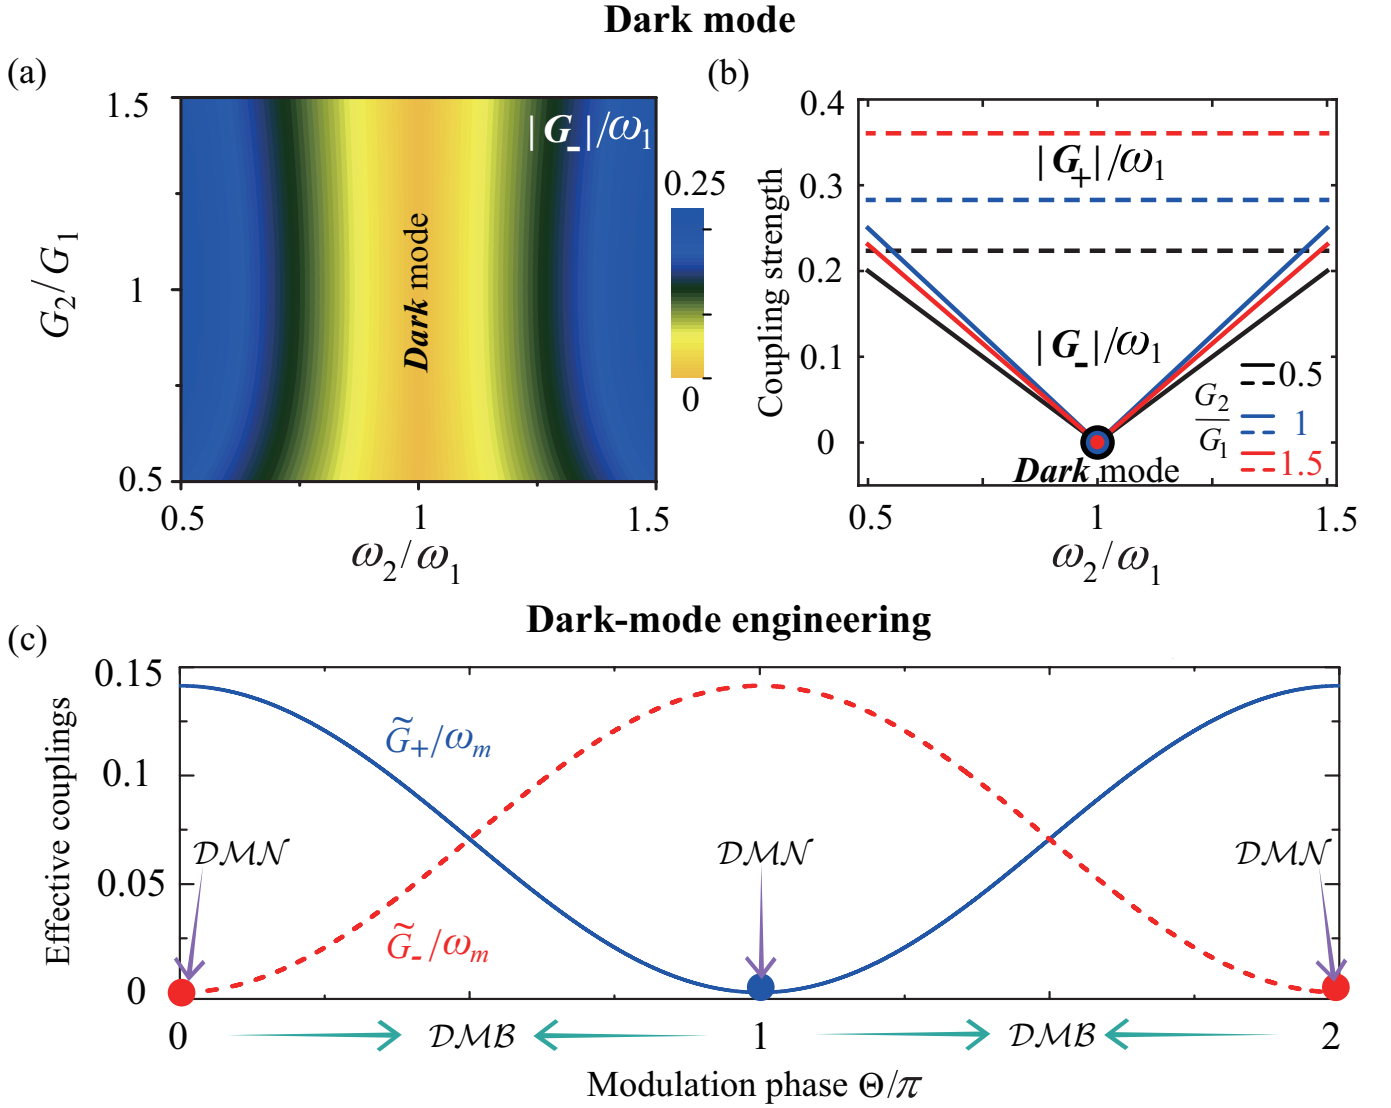 Dark mode
(a)
1.5
1
0.5
G₂/G₁
|G₋|/ω₁
Dark mode
0.25
0
0.5
1
1.5
ω₂/ω₁
(b)
0.4
0.3
0.2
0.1
0
Coupling strength
|G₊|/ω₁
|G₋|/ω₁
G₂/G₁
0.5
1
1.5
Dark mode
0.5
1
1.5
ω₂/ω₁
Dark-mode engineering
(c)
0.15
0.1
0.05
0
Effective couplings
G̃₊/ωₘ
G̃₋/ωₘ
DMN
DMN
DMN
0
DMB
1
DMB
2
Modulation phase Θ/π